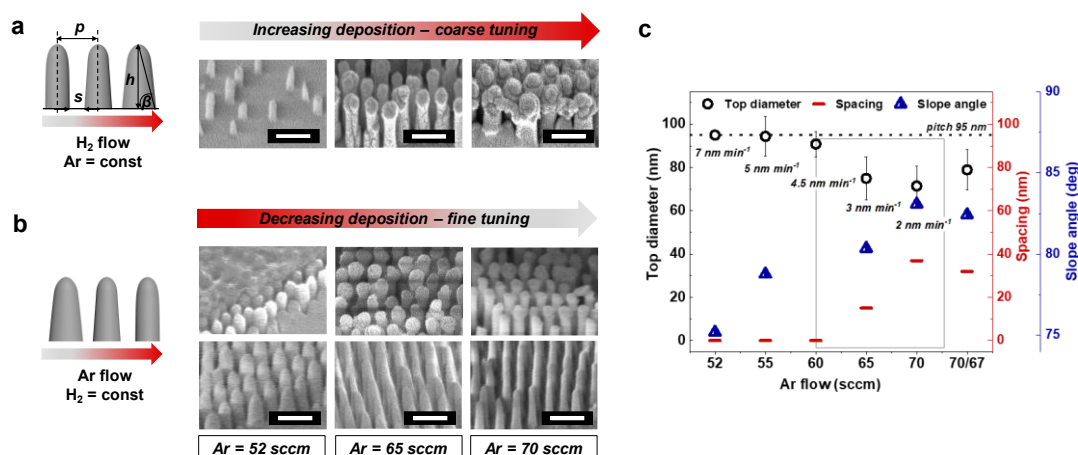 a
p
h
s
β
H₂ flow
Ar = const
Increasing deposition – coarse tuning
b
Decreasing deposition – fine tuning
Ar flow
H₂ = const
Ar = 52 sccm
Ar = 65 sccm
Ar = 70 sccm
c
Top diameter Spacing Slope angle
pitch 95 nm
7 nm min⁻¹
5 nm min⁻¹
4.5 nm min⁻¹
3 nm min⁻¹
2 nm min⁻¹
Top diameter (nm)
120
100
80
60
40
20
0
Spacing (nm)
100
80
60
40
20
0
Slope angle (deg)
90
85
80
75
52 55 60 65 70 70/67
Ar flow (sccm)